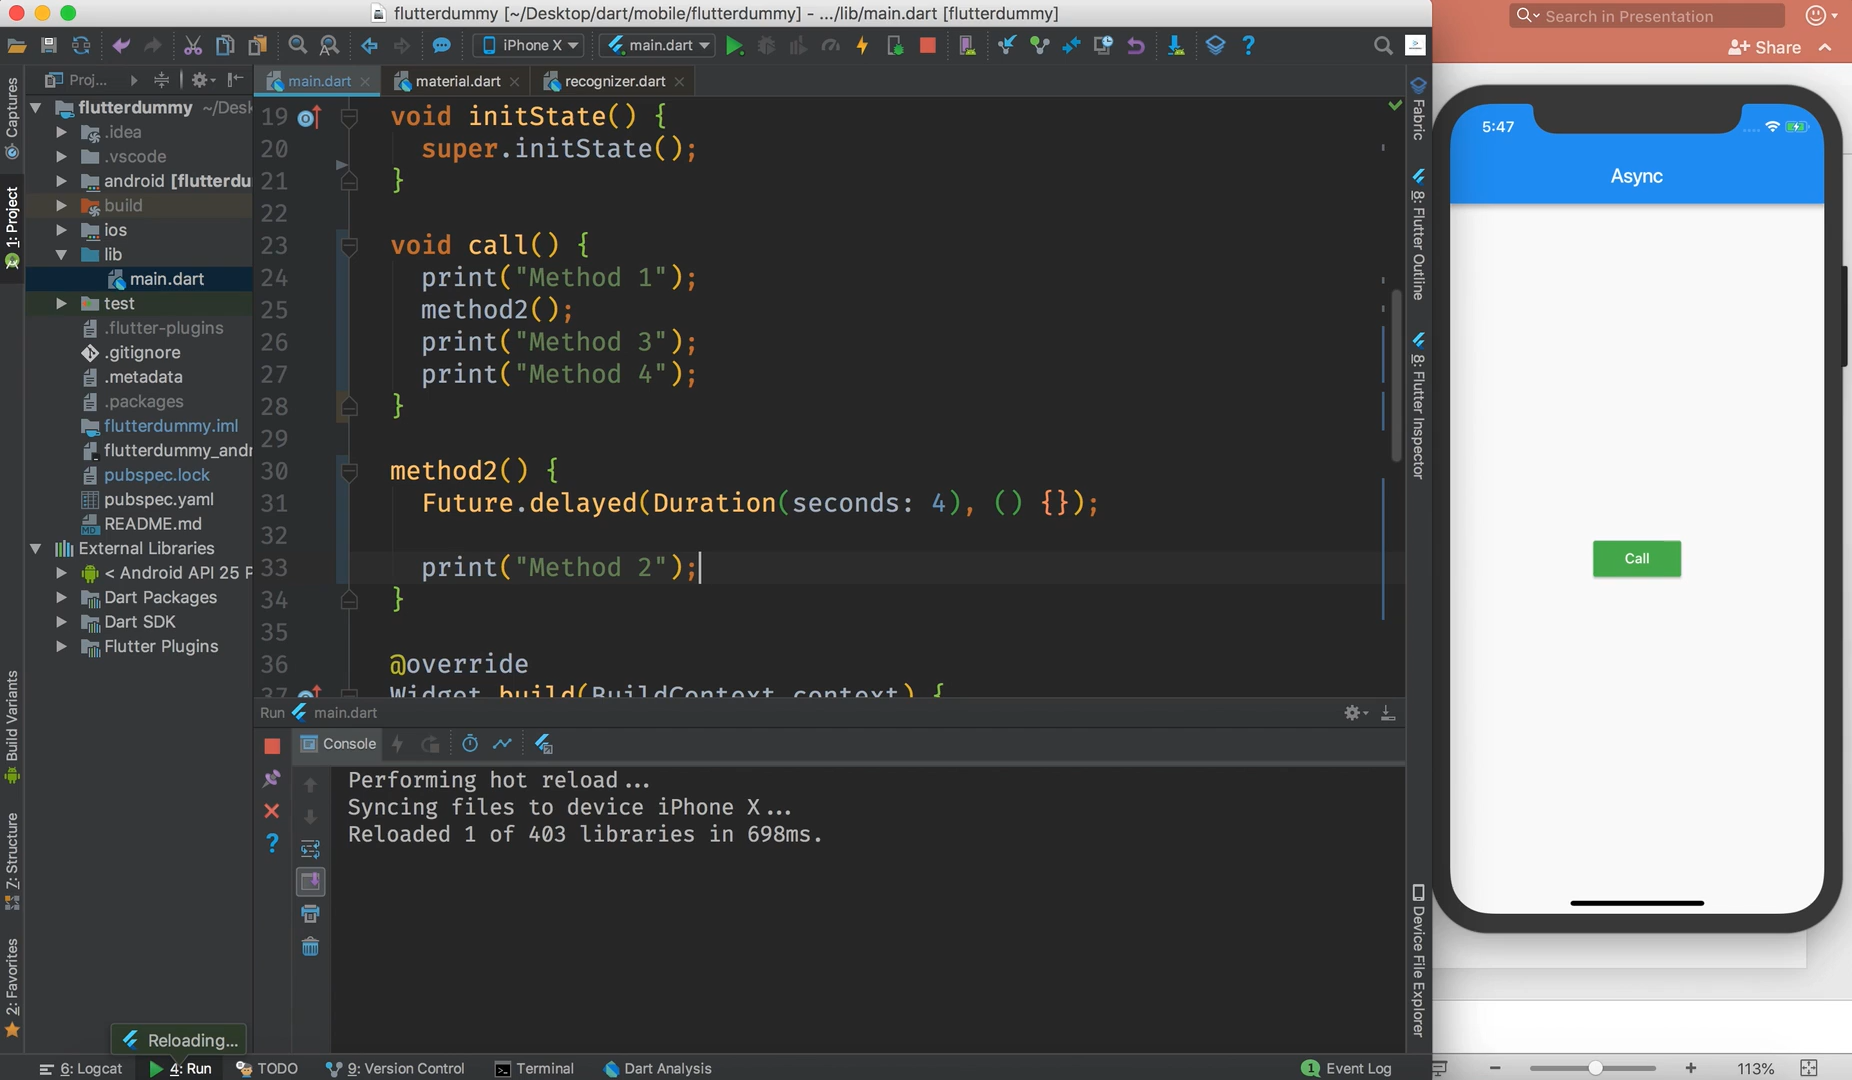 flutterdummy [~/Desktop/dart/mobile/flutterdummy] - .../lib/main.dart [flutterdummy]
Search in Presentation
Share
iPhone X
main.dart
Proj...
main.dart
material.dart
recognizer.dart
Captures
1: Project
Build Variants
7: Structure
2: Favorites
flutterdummy ~/Desk
.idea
.vscode
android [flutterdu
build
ios
lib
main.dart
test
.flutter-plugins
.gitignore
.metadata
.packages
flutterdummy.iml
flutterdummy_andr
pubspec.lock
pubspec.yaml
README.md
External Libraries
< Android API 25 P
Dart Packages
Dart SDK
Flutter Plugins
19 void initState() {
20 super.initState();
21 }
22
23 void call() {
24 print("Method 1");
25 method2();
26 print("Method 3");
27 print("Method 4");
28 }
29
30 method2() {
31 Future.delayed(Duration(seconds: 4), () {});
32
33 print("Method 2");
34 }
35
36 @override
37 Widget build(BuildContext context) {
Fabric
8: Flutter Outline
8: Flutter Inspector
Device File Explorer
Run main.dart
Console
Performing hot reload...
Syncing files to device iPhone X...
Reloaded 1 of 403 libraries in 698ms.
Reloading...
6: Logcat
4: Run
TODO
9: Version Control
Terminal
Dart Analysis
1 Event Log
5:47
Async
Call
113%